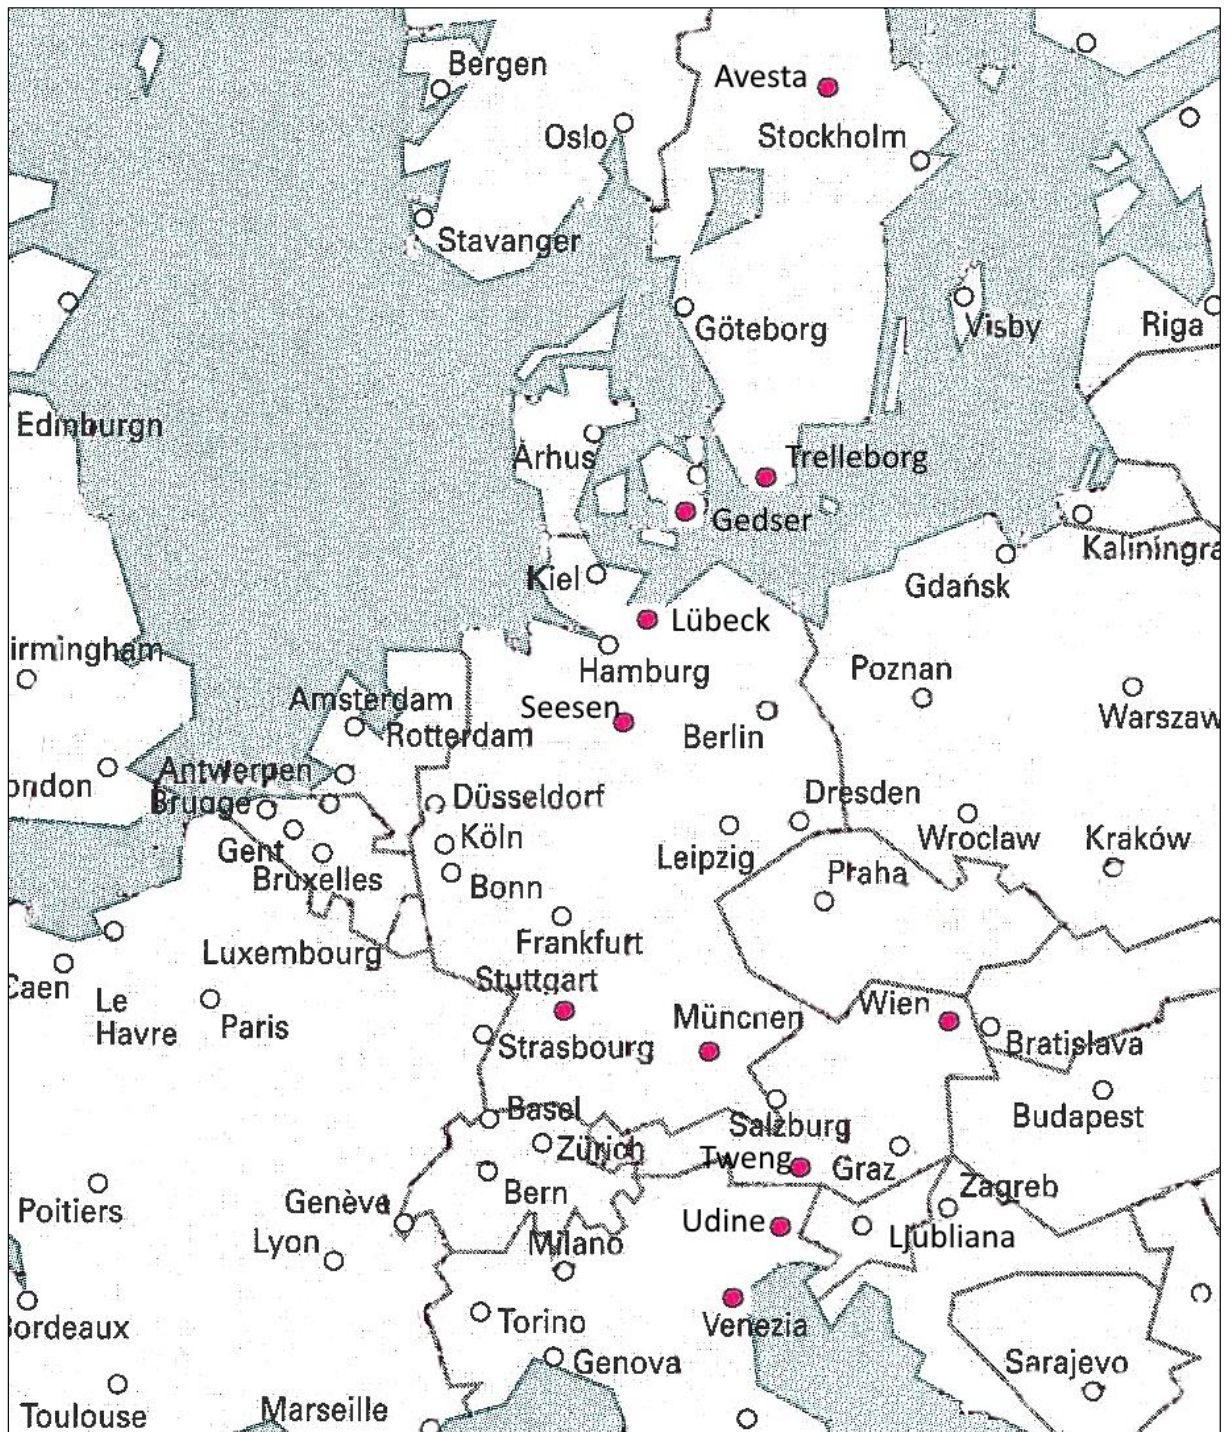 Bergen
Avesta
Oslo
Stockholm
Stavanger
Göteborg
Visby
Riga
Edinburgn
Århus
Trelleborg
Gedser
Kaliningra
Kiel
Gdańsk
Lübeck
irmingham
Hamburg
Poznan
Amsterdam
Seesen
Warszaw
Rotterdam
Berlin
Antwerpen
ondon
Brugge
Düsseldorf
Dresden
Köln
Wroclaw
Kraków
Gent
Leipzig
Bruxelles
Praha
Bonn
Frankfurt
Luxembourg
Stuttgart
Caen
Le
Havre
Paris
Wien
Müncnen
Strasbourg
Bratislava
Basel
Budapest
Salzburg
Zürich
Tweng
Graz
Bern
Zagreb
Genève
Poitiers
Udine
Lyon
Milano
Ljubliana
Bordeaux
Torino
Venezia
Genova
Sarajevo
Toulouse
Marseille